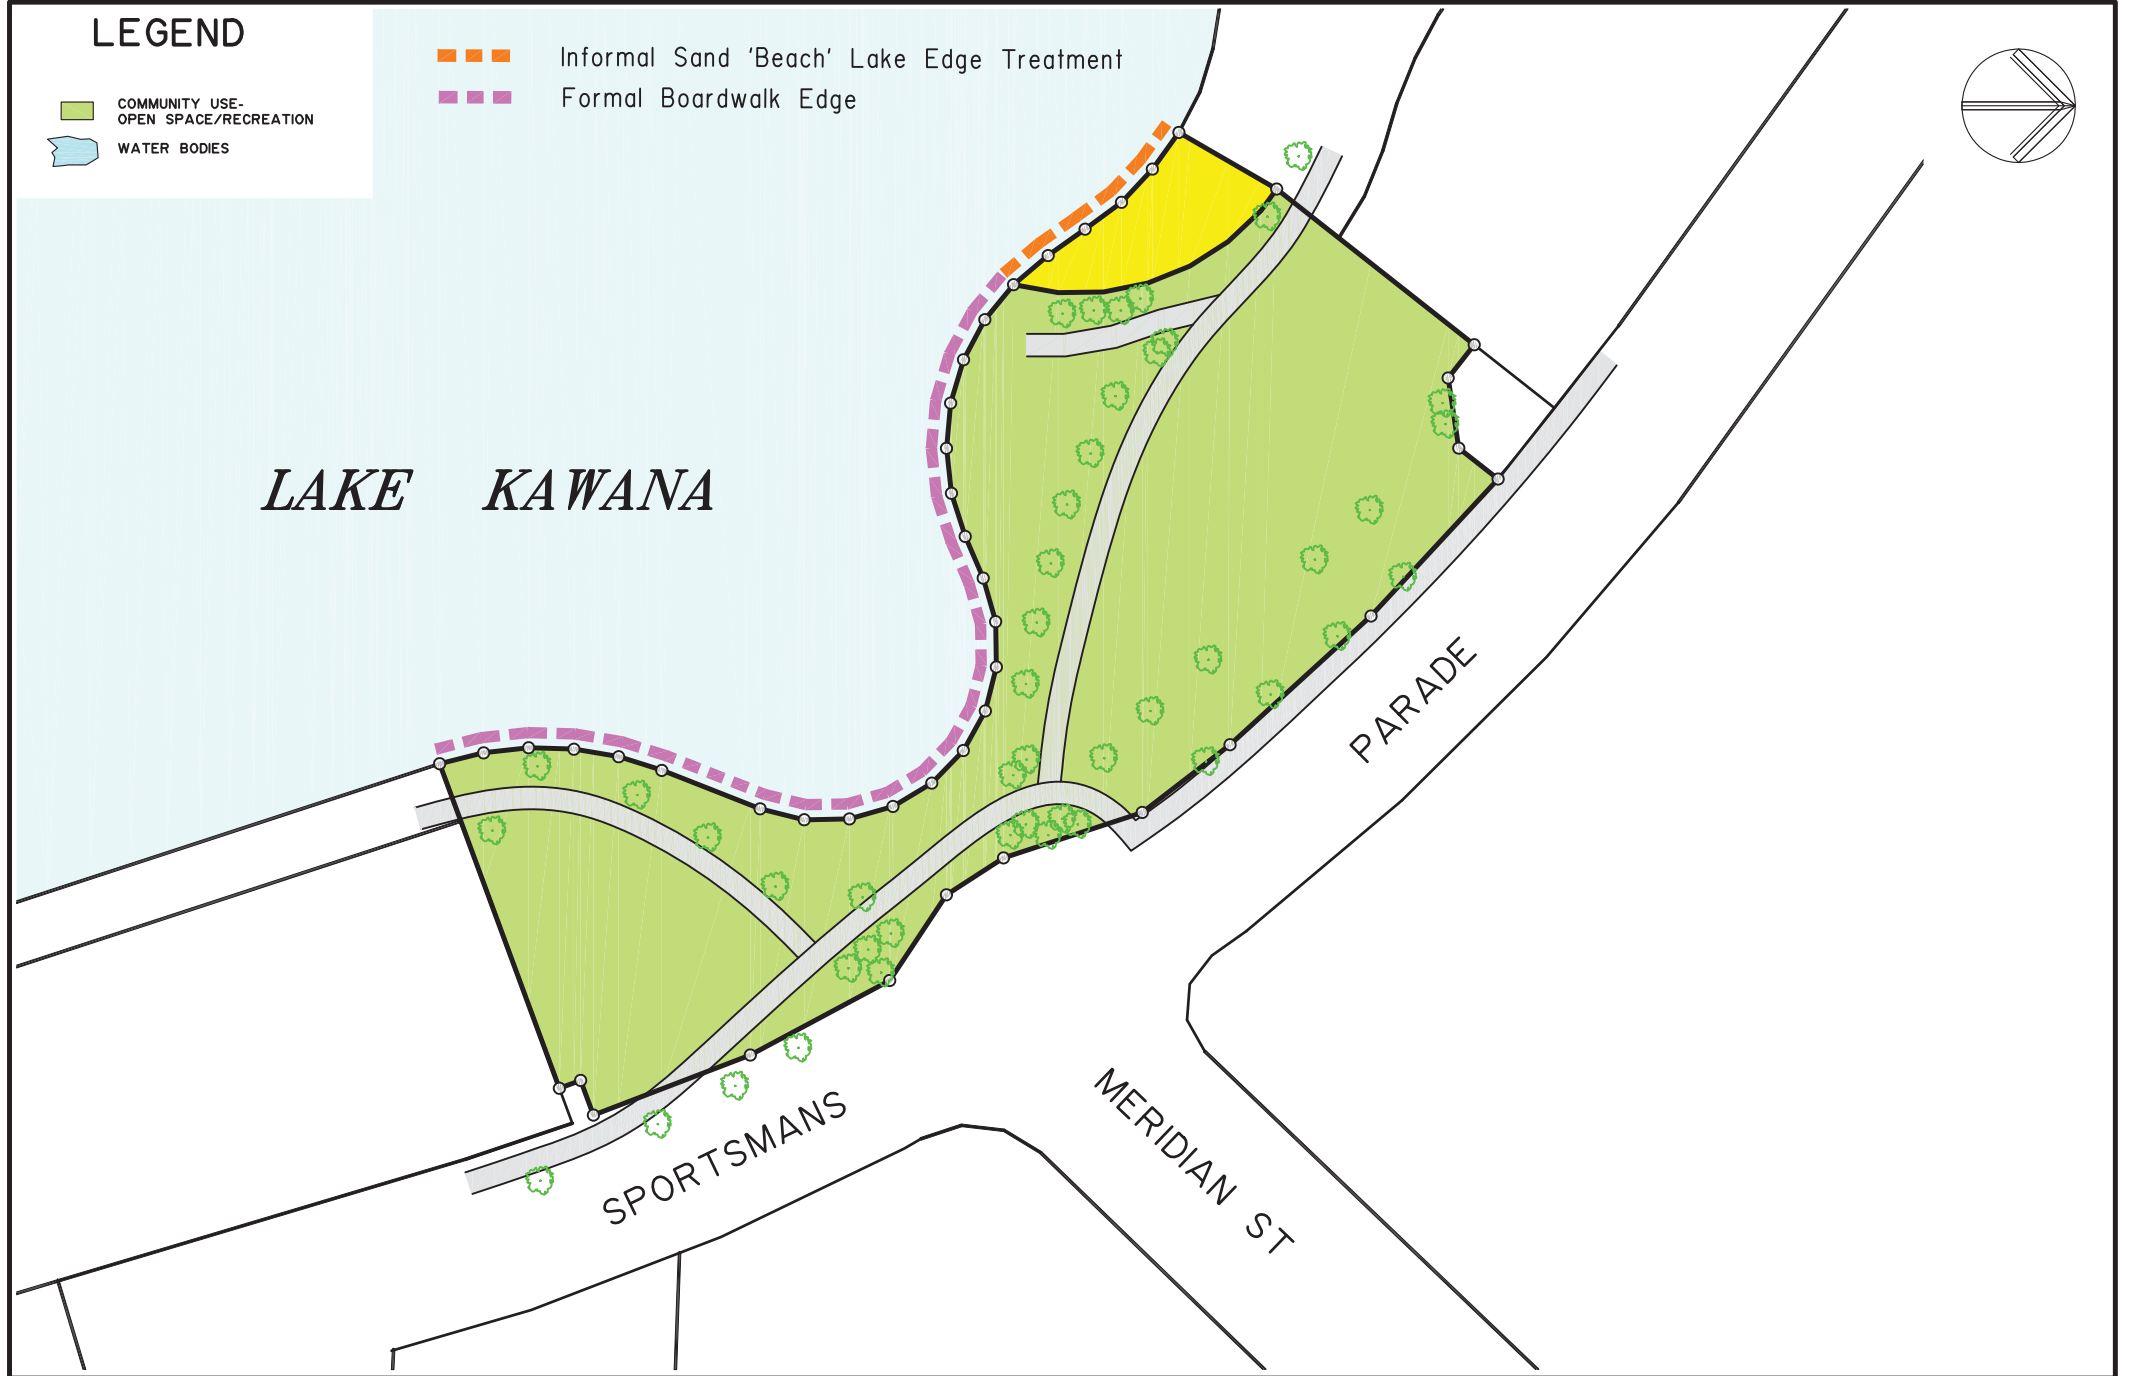 LEGEND
COMMUNITY USE-
OPEN SPACE/RECREATION
WATER BODIES
Informal Sand 'Beach' Lake Edge Treatment
Formal Boardwalk Edge
LAKE KAWANA
PARADE
SPORTSMANS
MERIDIAN ST